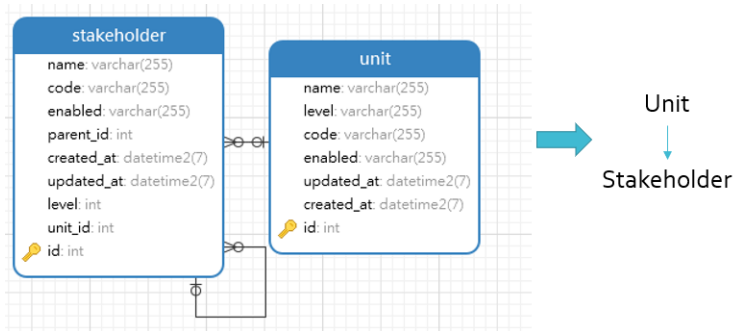 stakeholder
name: varchar(255)
code: varchar(255)
enabled: varchar(255)
parent_id: int
created_at: datetime2(7)
updated_at: datetime2(7)
level: int
unit_id: int
id: int
unit
name: varchar(255)
level: varchar(255)
code: varchar(255)
enabled: varchar(255)
updated_at: datetime2(7)
created_at: datetime2(7)
id: int
Unit
Stakeholder